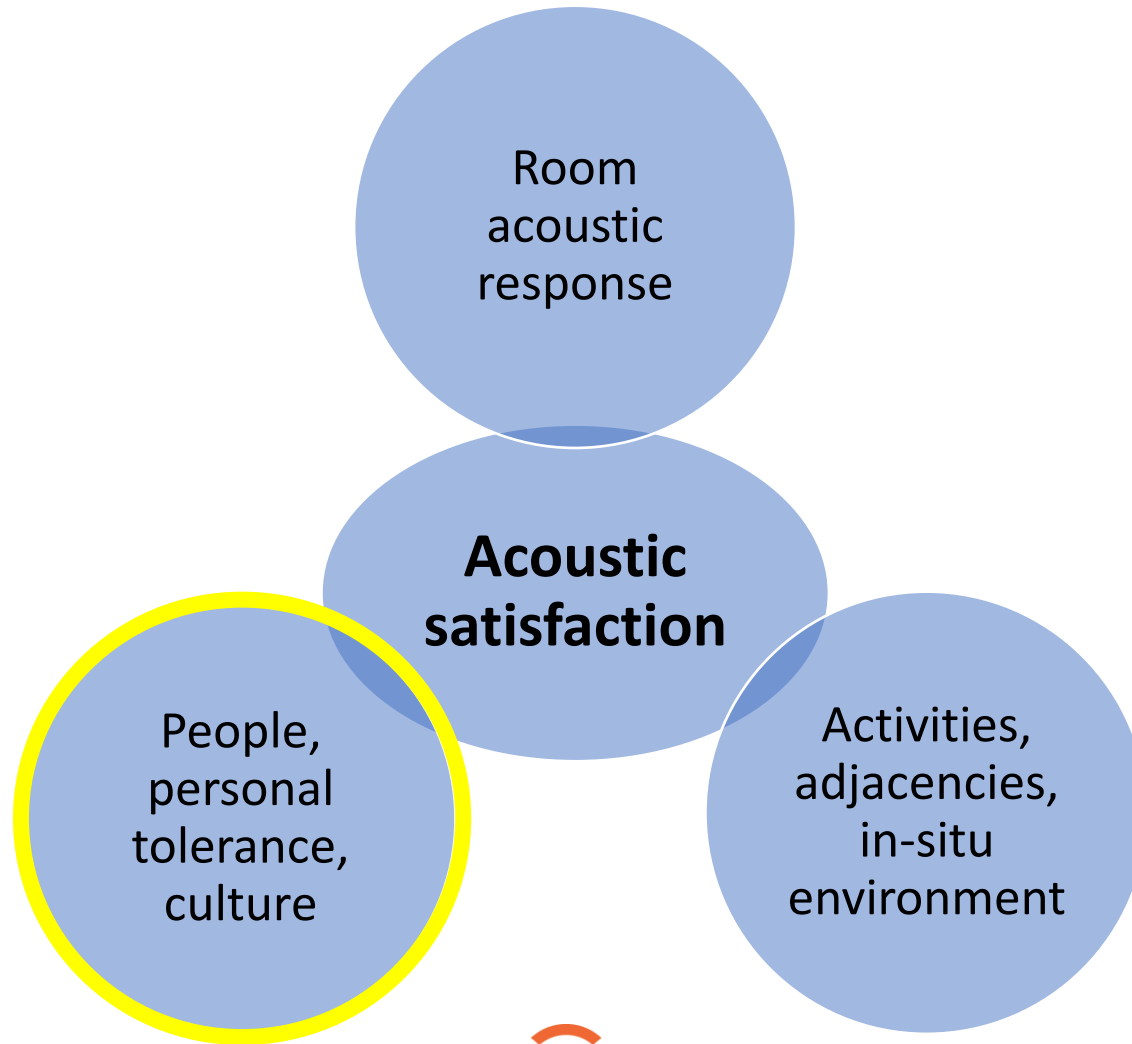 Room
acoustic
response
Acoustic
satisfaction
People,
personal
tolerance,
culture
Activities,
adjacencies,
in-situ
environment